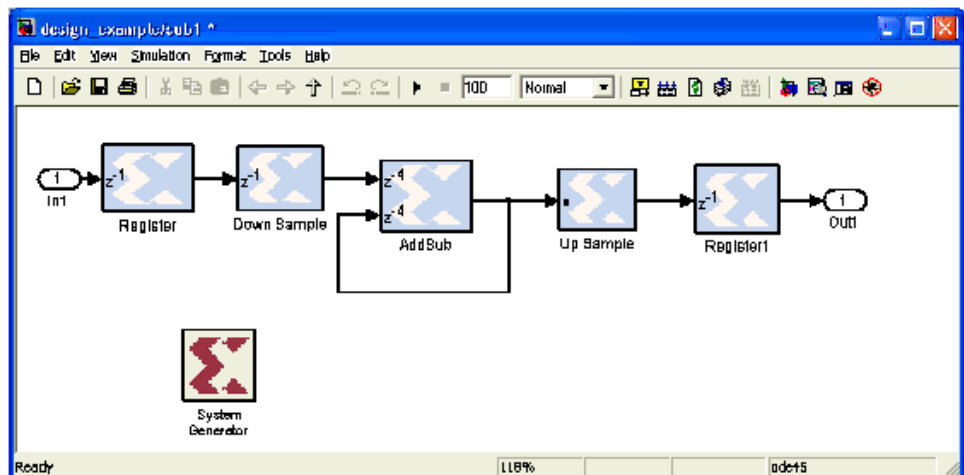 design_example/sub1 *
File Edit View Simulation Format Tools Help
100 Normal
1
In1
z-1
Register
z-1
Down Sample
z-4
z-4
AddSub
Up Sample
z-1
Register1
1
Out1
System
Generator
Ready 118% ode45